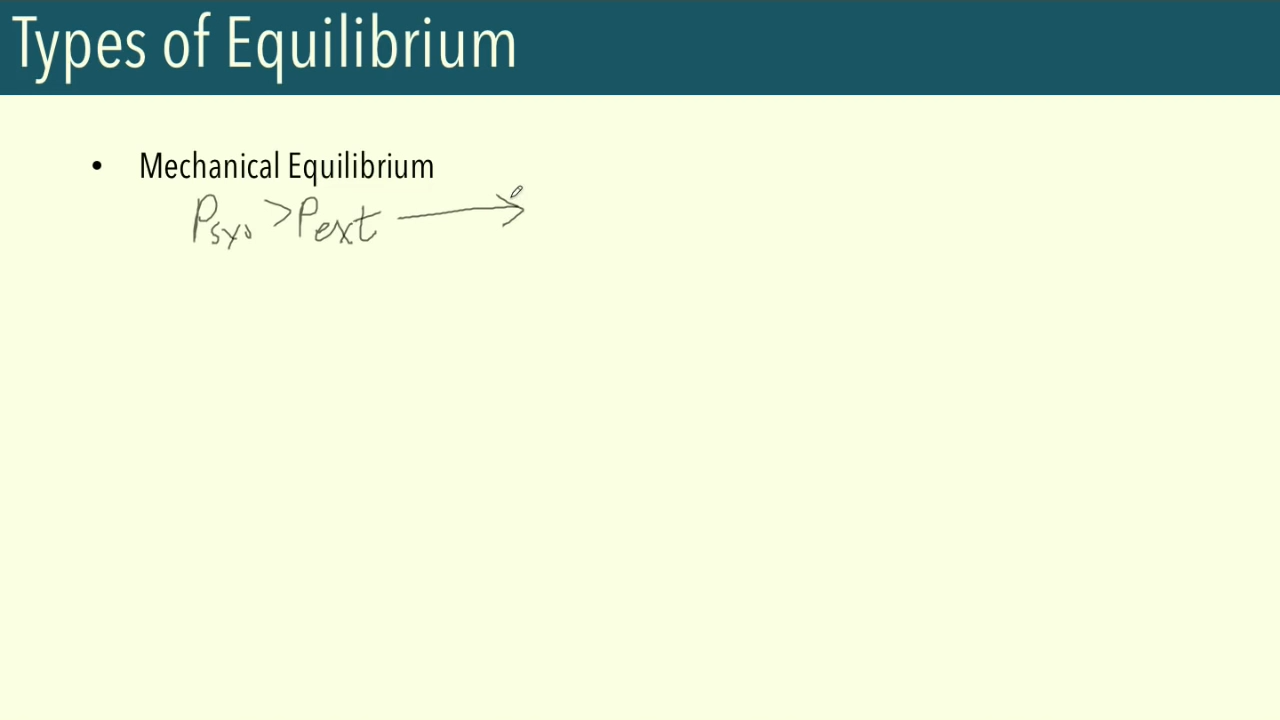 Types of Equilibrium
• Mechanical Equilibrium
Psys > Pext →